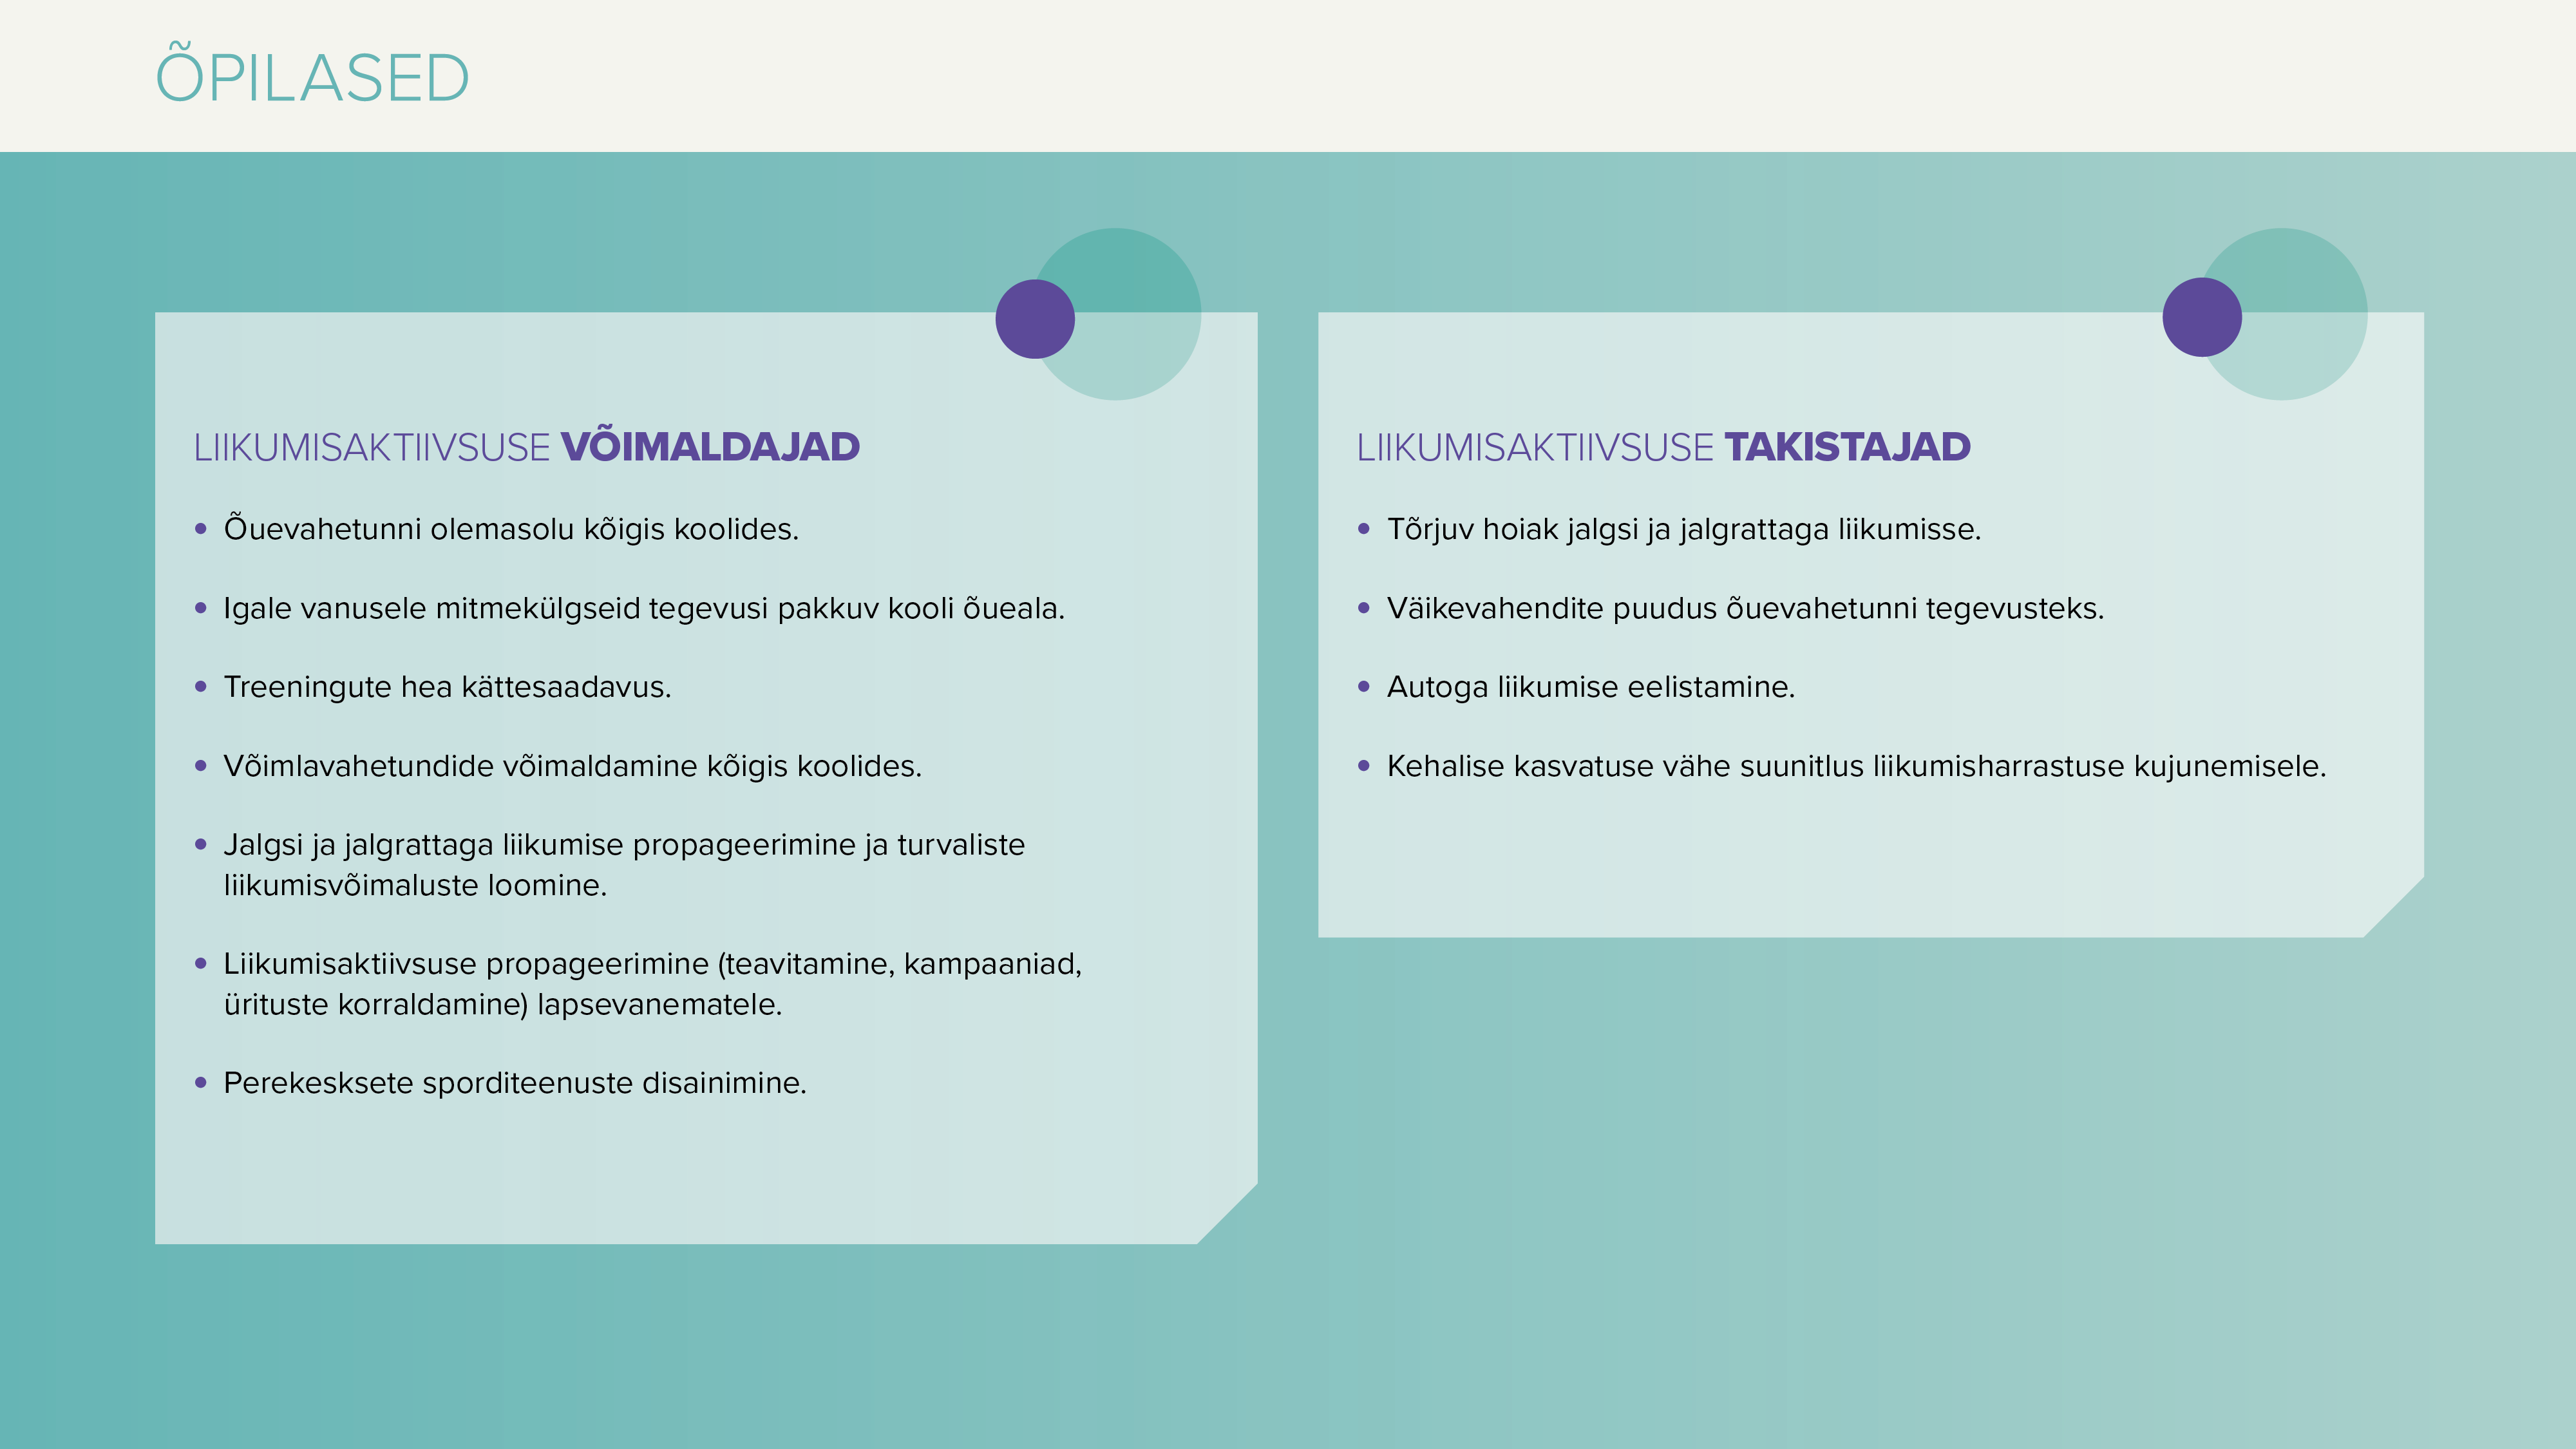 ÕPILASED
LIIKUMISAKTIIVSUSE VÕIMALDAJAD
• Õuevahetunni olemasolu kõigis koolides.
• Igale vanusele mitmekülgseid tegevusi pakkuv kooli õueala.
• Treeningute hea kättesaadavus.
• Võimlavahetundide võimaldamine kõigis koolides.
• Jalgsi ja jalgrattaga liikumise propageerimine ja turvaliste
liikumisvõimaluste loomine.
• Liikumisaktiivsuse propageerimine (teavitamine, kampaaniad,
ürituste korraldamine) lapsevanematele.
• Perekesksete sporditeenuste disainimine.
LIIKUMISAKTIIVSUSE TAKISTAJAD
• Tõrjuv hoiak jalgsi ja jalgrattaga liikumisse.
• Väikevahendite puudus õuevahetunni tegevusteks.
• Autoga liikumise eelistamine.
• Kehalise kasvatuse vähe suunitlus liikumisharrastuse kujunemisele.